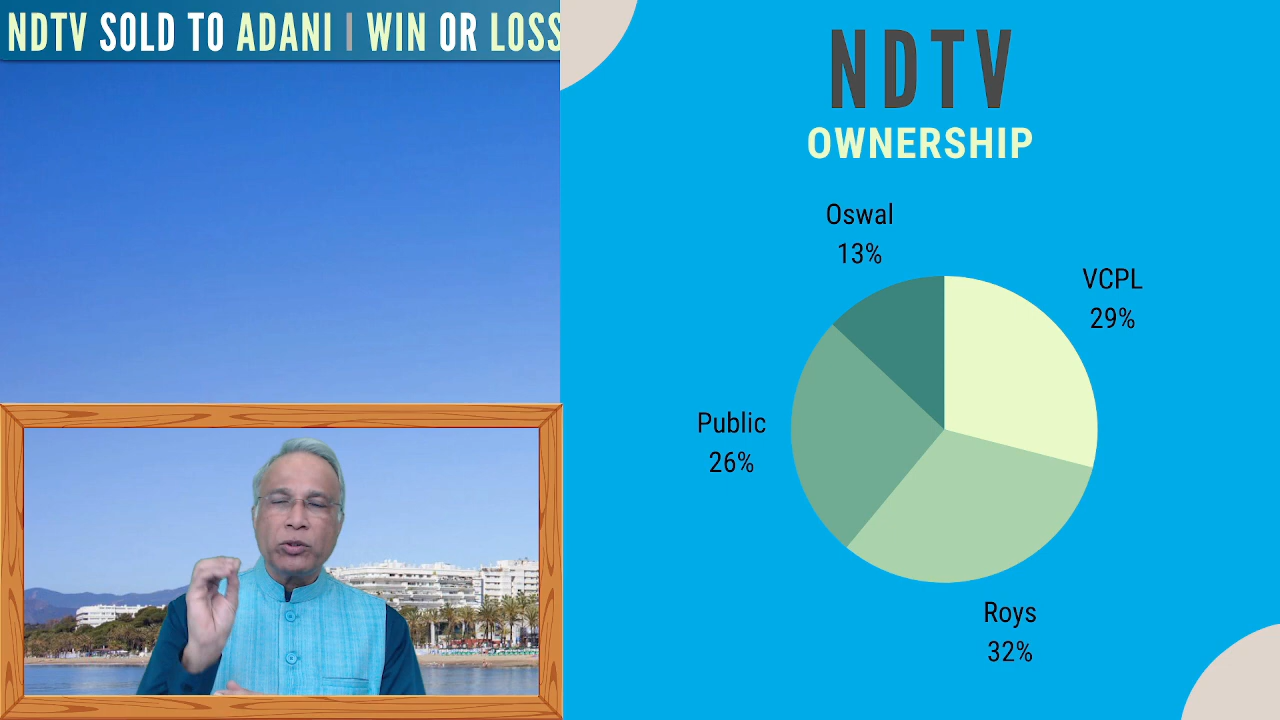 NDTV SOLD TO ADANI | WIN OR LOSS
NDTV
OWNERSHIP
Oswal
13%
VCPL
29%
Public
26%
Roys
32%